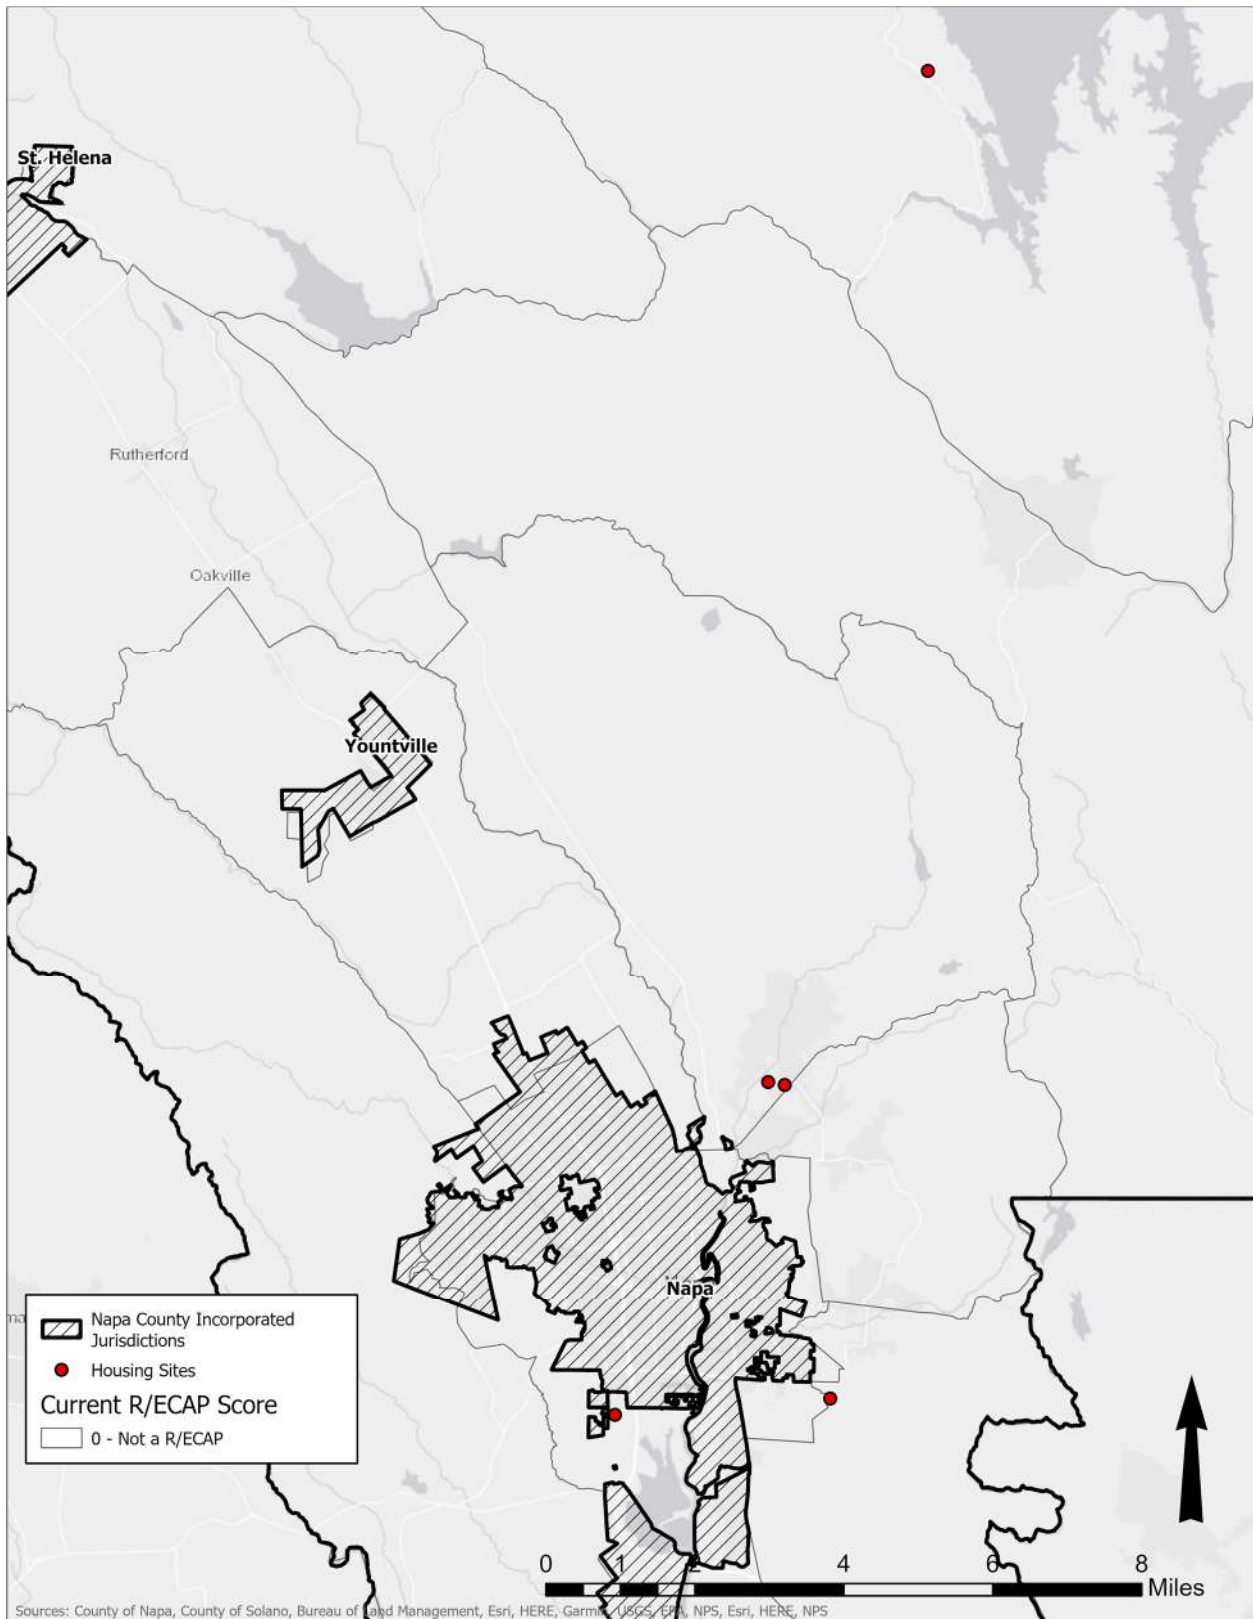 St. Helena
Rutherford
Oakville
Yountville
Napa
Napa County Incorporated
Jurisdictions
Housing Sites
Current R/ECAP Score
0 - Not a R/ECAP
0 1 2 4 6 8
Miles
Sources: County of Napa, County of Solano, Bureau of Land Management, Esri, HERE, Garmin, USGS, EPA, NPS, Esri, HERE, NPS